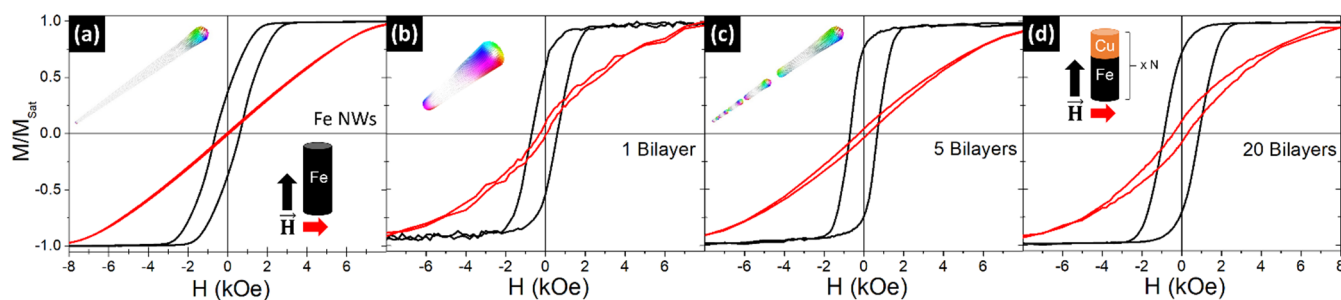 (a)
(b)
(c)
(d)
1.0
0.5
0.0
-0.5
-1.0
M/M_Sat
Fe NWs
Fe
H
1 Bilayer
5 Bilayers
Cu
Fe
x N
H
20 Bilayers
-8 -6 -4 -2 0 2 4 6
-6 -4 -2 0 2 4 6
-6 -4 -2 0 2 4 6
-8 -6 -4 -2 0 2 4 6 8
H (kOe)
H (kOe)
H (kOe)
H (kOe)